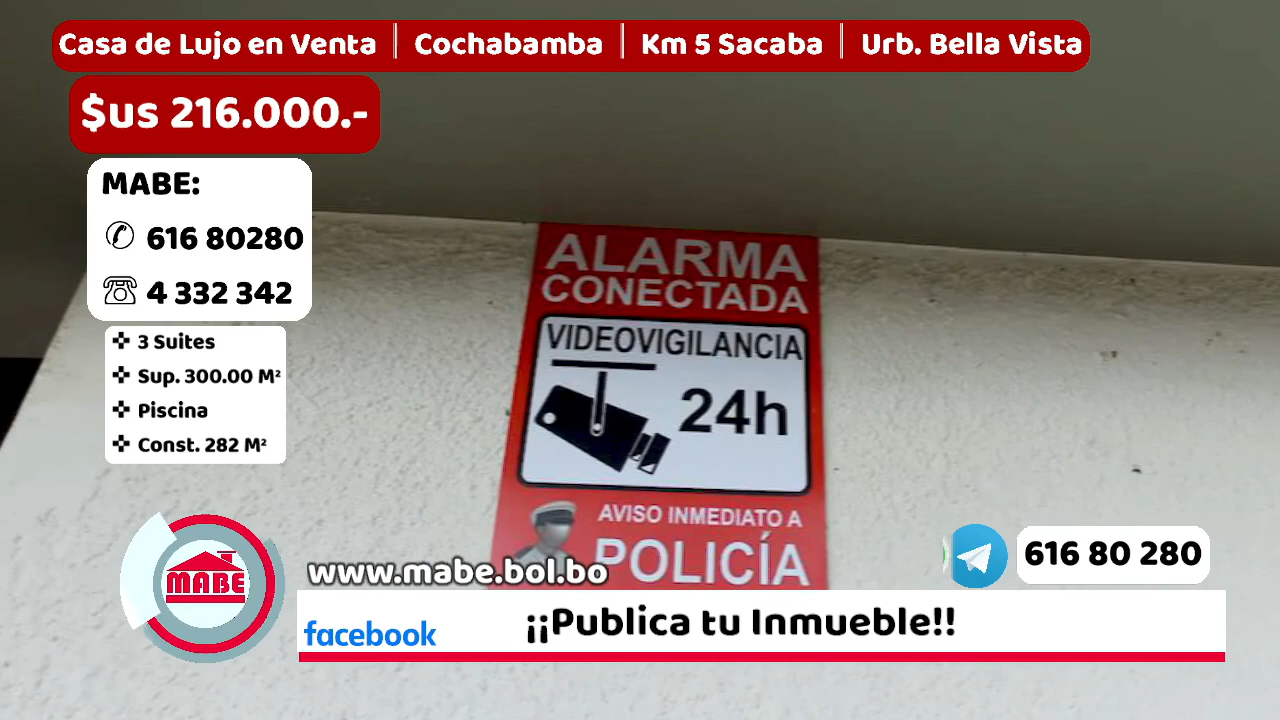 Casa de Lujo en Venta | Cochabamba | Km 5 Sacaba | Urb. Bella Vista
$us 216.000.-
MABE:
616 80280
4 332 342
3 Suites
Sup. 300.00 M²
Piscina
Const. 282 M²
ALARMA
CONECTADA
VIDEOVIGILANCIA
24h
AVISO INMEDIATO A
POLICÍA
MABE
www.mabe.bol.bo
616 80 280
facebook
¡¡Publica tu Inmueble!!